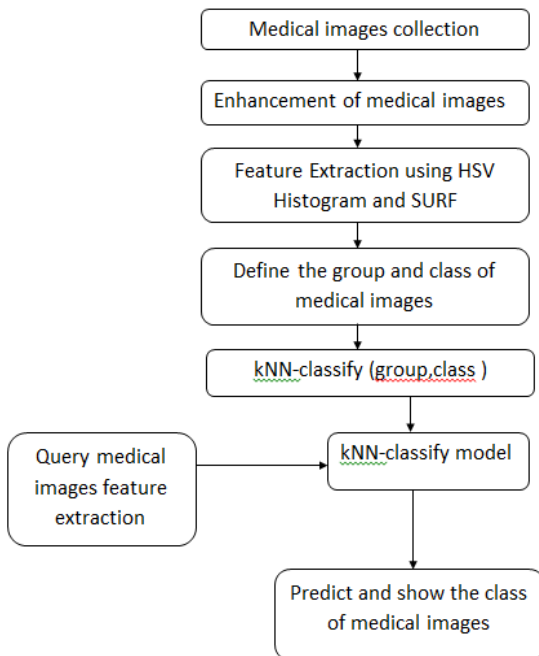 Medical images collection
Enhancement of medical images
Feature Extraction using HSV
Histogram and SURF
Define the group and class of
medical images
kNN-classify (group,class )
kNN-classify model
Query medical
images feature
extraction
Predict and show the class
of medical images